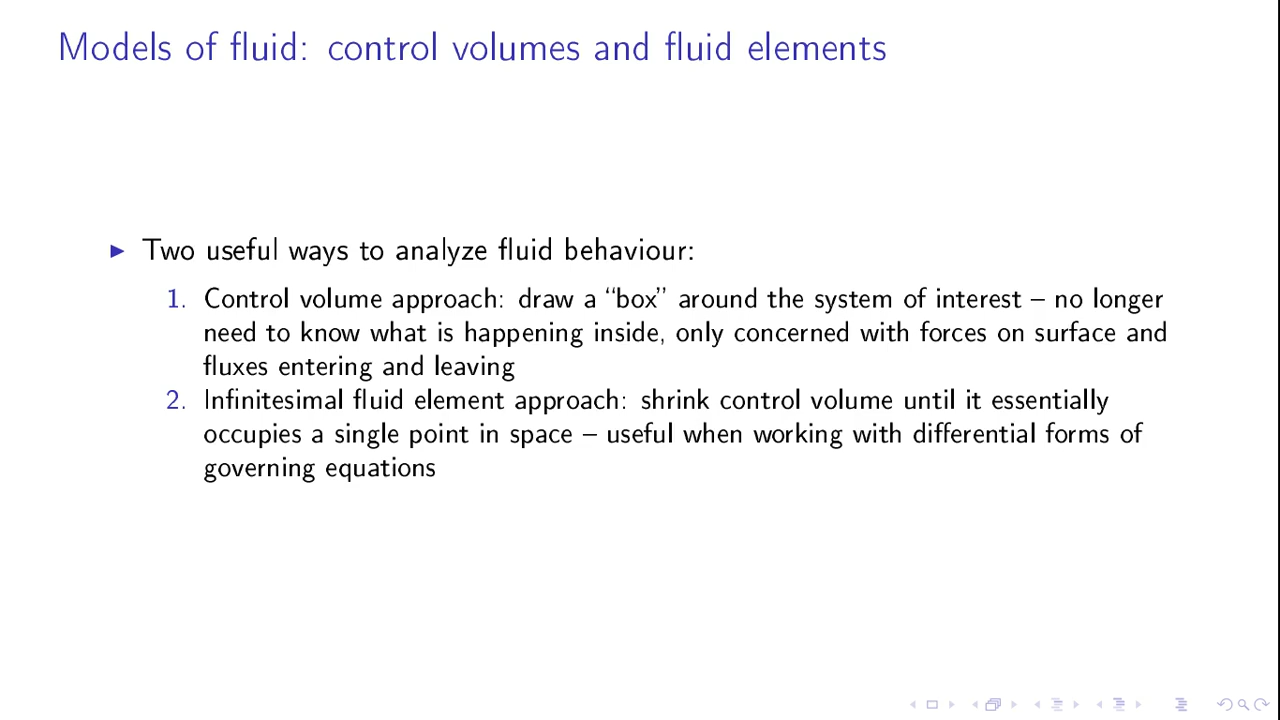 Models of fluid: control volumes and fluid elements
Two useful ways to analyze fluid behaviour:
1. Control volume approach: draw a “box” around the system of interest – no longer
need to know what is happening inside, only concerned with forces on surface and
fluxes entering and leaving
2. Infinitesimal fluid element approach: shrink control volume until it essentially
occupies a single point in space – useful when working with differential forms of
governing equations